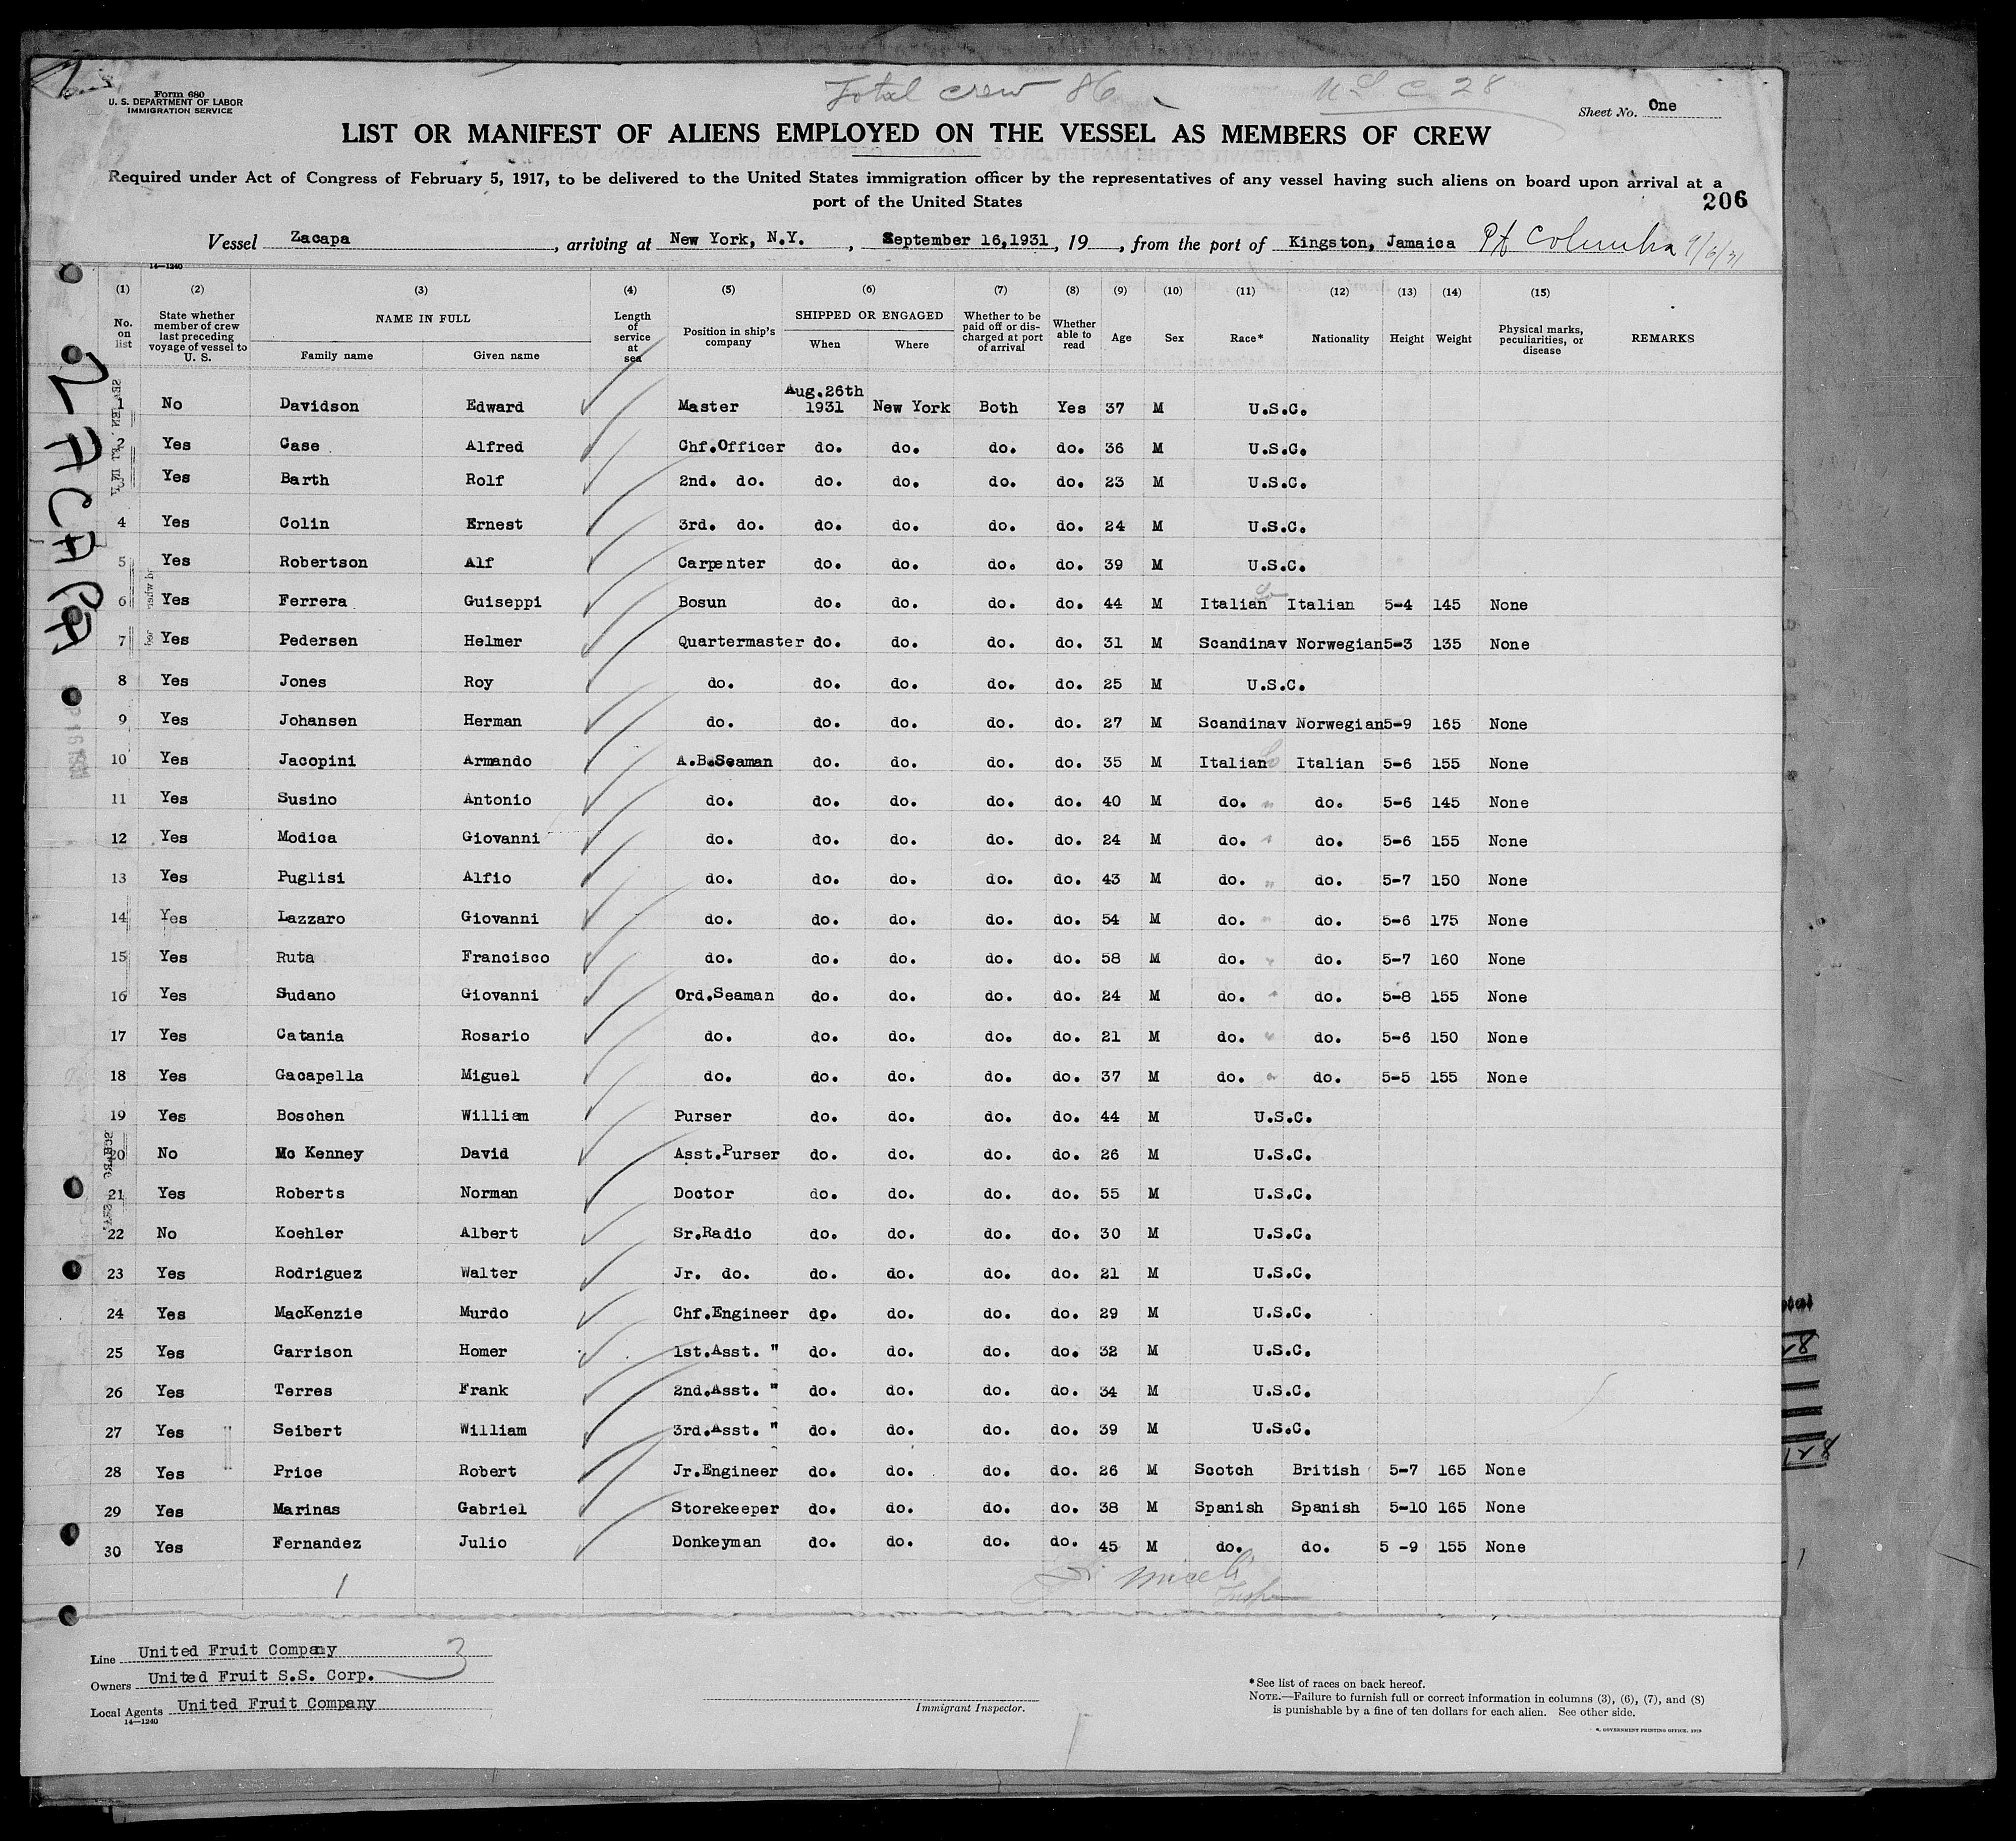 Form 680
U. S. DEPARTMENT OF LABOR
IMMIGRATION SERVICE
Total crew 86
U S C 28
Sheet No. One
LIST OR MANIFEST OF ALIENS EMPLOYED ON THE VESSEL AS MEMBERS OF CREW
Required under Act of Congress of February 5, 1917, to be delivered to the United States immigration officer by the representatives of any vessel having such aliens on board upon arrival at a
port of the United States
206
Vessel Zacapa, arriving at New York, N.Y., September 16,1931, 19, from the port of Kingston, Jamaica Pt Columbia 9/6/31
14—1240
(1) No. on list (2) State whether member of crew last preceding voyage of vessel to U. S. (3) NAME IN FULL Family name Given name (4) Length of service at sea (5) Position in ship's company (6) SHIPPED OR ENGAGED When Where (7) Whether to be paid off or discharged at port of arrival (8) Whether able to read (9) Age (10) Sex (11) Race* (12) Nationality (13) Height (14) Weight (15) Physical marks, peculiarities, or disease REMARKS
ZACAPA
1 No Davidson Edward Master Aug.26th 1931 New York Both Yes 37 M U.S.C.
2 Yes Case Alfred Chf.Officer do. do. do. do. 36 M U.S.C.
Yes Barth Rolf 2nd. do. do. do. do. do. 23 M U.S.C.
4 Yes Colin Ernest 3rd. do. do. do. do. do. 24 M U.S.C.
5 Yes Robertson Alf Carpenter do. do. do. do. 39 M U.S.C.
6 Yes Ferrera Guiseppi Bosun do. do. do. do. 44 M Italian So Italian 5-4 145 None
7 Yes Pedersen Helmer Quartermaster do. do. do. do. 31 M Scandinav Norwegian 5-3 135 None
8 Yes Jones Roy do. do. do. do. do. 25 M U.S.C.
9 Yes Johansen Herman do. do. do. do. do. 27 M Scandinav Norwegian 5-9 165 None
10 Yes Jacopini Armando A.B.Seaman do. do. do. do. 35 M Italian So Italian 5-6 155 None
11 Yes Susino Antonio do. do. do. do. do. 40 M do. " do. 5-6 145 None
12 Yes Modica Giovanni do. do. do. do. do. 24 M do. " do. 5-6 155 None
13 Yes Puglisi Alfio do. do. do. do. do. 43 M do. " do. 5-7 150 None
14 Yes Lazzaro Giovanni do. do. do. do. do. 54 M do. " do. 5-6 175 None
15 Yes Ruta Francisco do. do. do. do. do. 58 M do. " do. 5-7 160 None
16 Yes Sudano Giovanni Ord.Seaman do. do. do. do. 24 M do. " do. 5-8 155 None
17 Yes Catania Rosario do. do. do. do. do. 21 M do. " do. 5-6 150 None
18 Yes Gacapella Miguel do. do. do. do. do. 37 M do. " do. 5-5 155 None
19 Yes Boschen William Purser do. do. do. do. 44 M U.S.C.
20 No Mc Kenney David Asst.Purser do. do. do. do. 26 M U.S.C.
21 Yes Roberts Norman Doctor do. do. do. do. 55 M U.S.C.
22 No Koehler Albert Sr.Radio do. do. do. do. 30 M U.S.C.
23 Yes Rodriguez Walter Jr. do. do. do. do. do. 21 M U.S.C.
24 Yes MacKenzie Murdo Chf.Engineer do. do. do. do. 29 M U.S.C.
25 Yes Garrison Homer 1st.Asst. " do. do. do. do. 32 M U.S.C.
26 Yes Terres Frank 2nd.Asst. " do. do. do. do. 34 M U.S.C.
27 Yes Seibert William 3rd.Asst. " do. do. do. do. 39 M U.S.C.
28 Yes Price Robert Jr.Engineer do. do. do. do. 26 M Scotch British 5-7 165 None
29 Yes Marinas Gabriel Storekeeper do. do. do. do. 38 M Spanish Spanish 5-10 165 None
30 Yes Fernandez Julio Donkeyman do. do. do. do. 45 M do. do. 5 -9 155 None
1
Line United Fruit Company 3
Owners United Fruit S.S. Corp.
Local Agents United Fruit Company
14—1240
Immigrant Inspector.
*See list of races on back hereof.
NOTE.—Failure to furnish full or correct information in columns (3), (6), (7), and (8)
is punishable by a fine of ten dollars for each alien. See other side.
GOVERNMENT PRINTING OFFICE. 1929
28
128